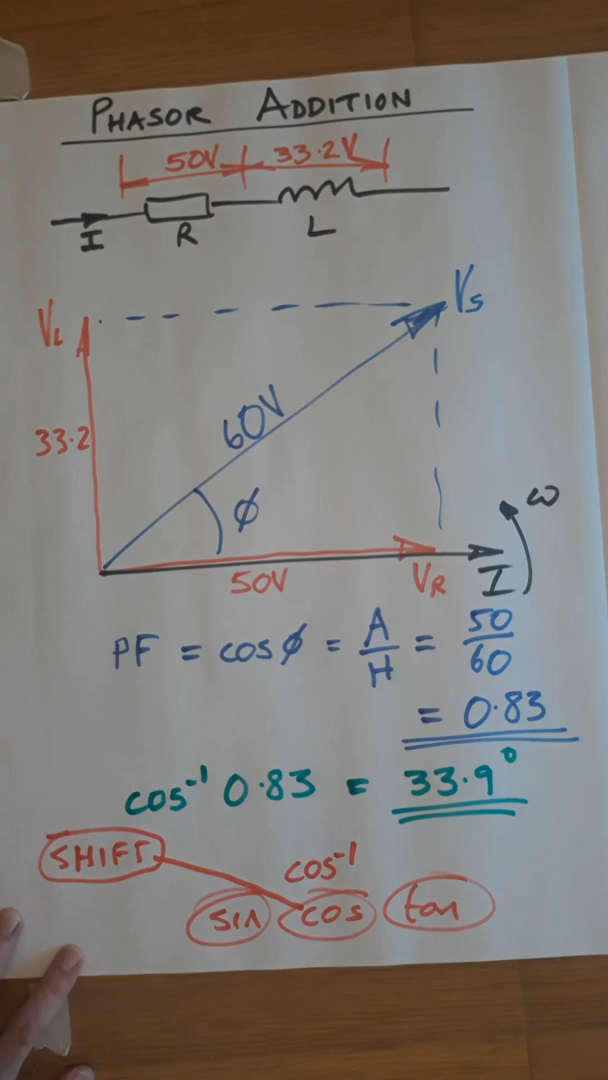 PHASOR ADDITION
50V 33.2V
I R L
VL VS
33.2 60V
φ ω
50V VR I
PF = cos φ = A/H = 50/60
= 0.83
cos⁻¹ 0.83 = 33.9°
SHIFT
cos⁻¹
sin cos tan